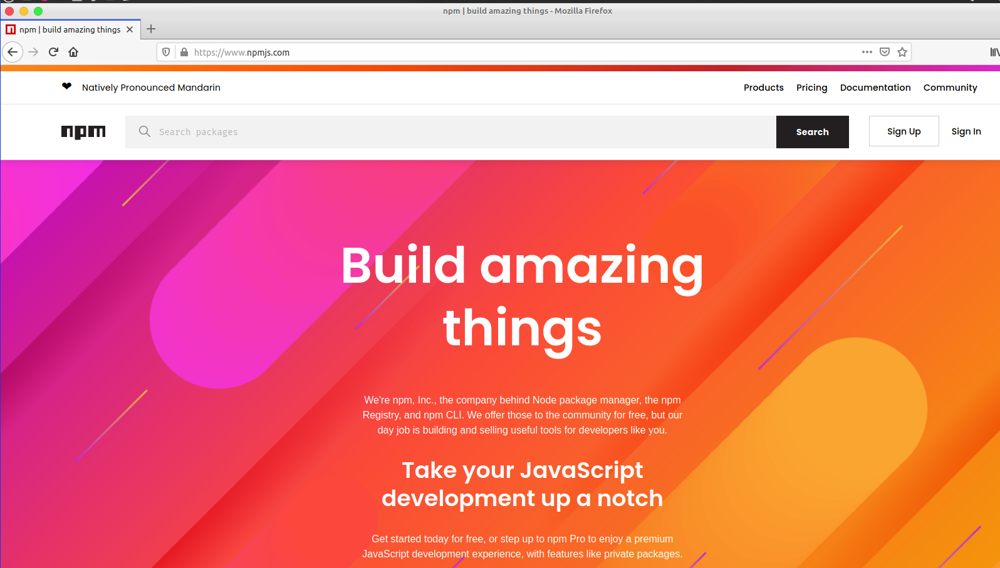 npm | build amazing things - Mozilla Firefox
npm | build amazing things
https://www.npmjs.com
❤ Natively Pronounced Mandarin
Products Pricing Documentation Community
npm Search packages Search Sign Up Sign In
Build amazing
things
We're npm, Inc., the company behind Node package manager, the npm
Registry, and npm CLI. We offer those to the community for free, but our
day job is building and selling useful tools for developers like you.
Take your JavaScript
development up a notch
Get started today for free, or step up to npm Pro to enjoy a premium
JavaScript development experience, with features like private packages.